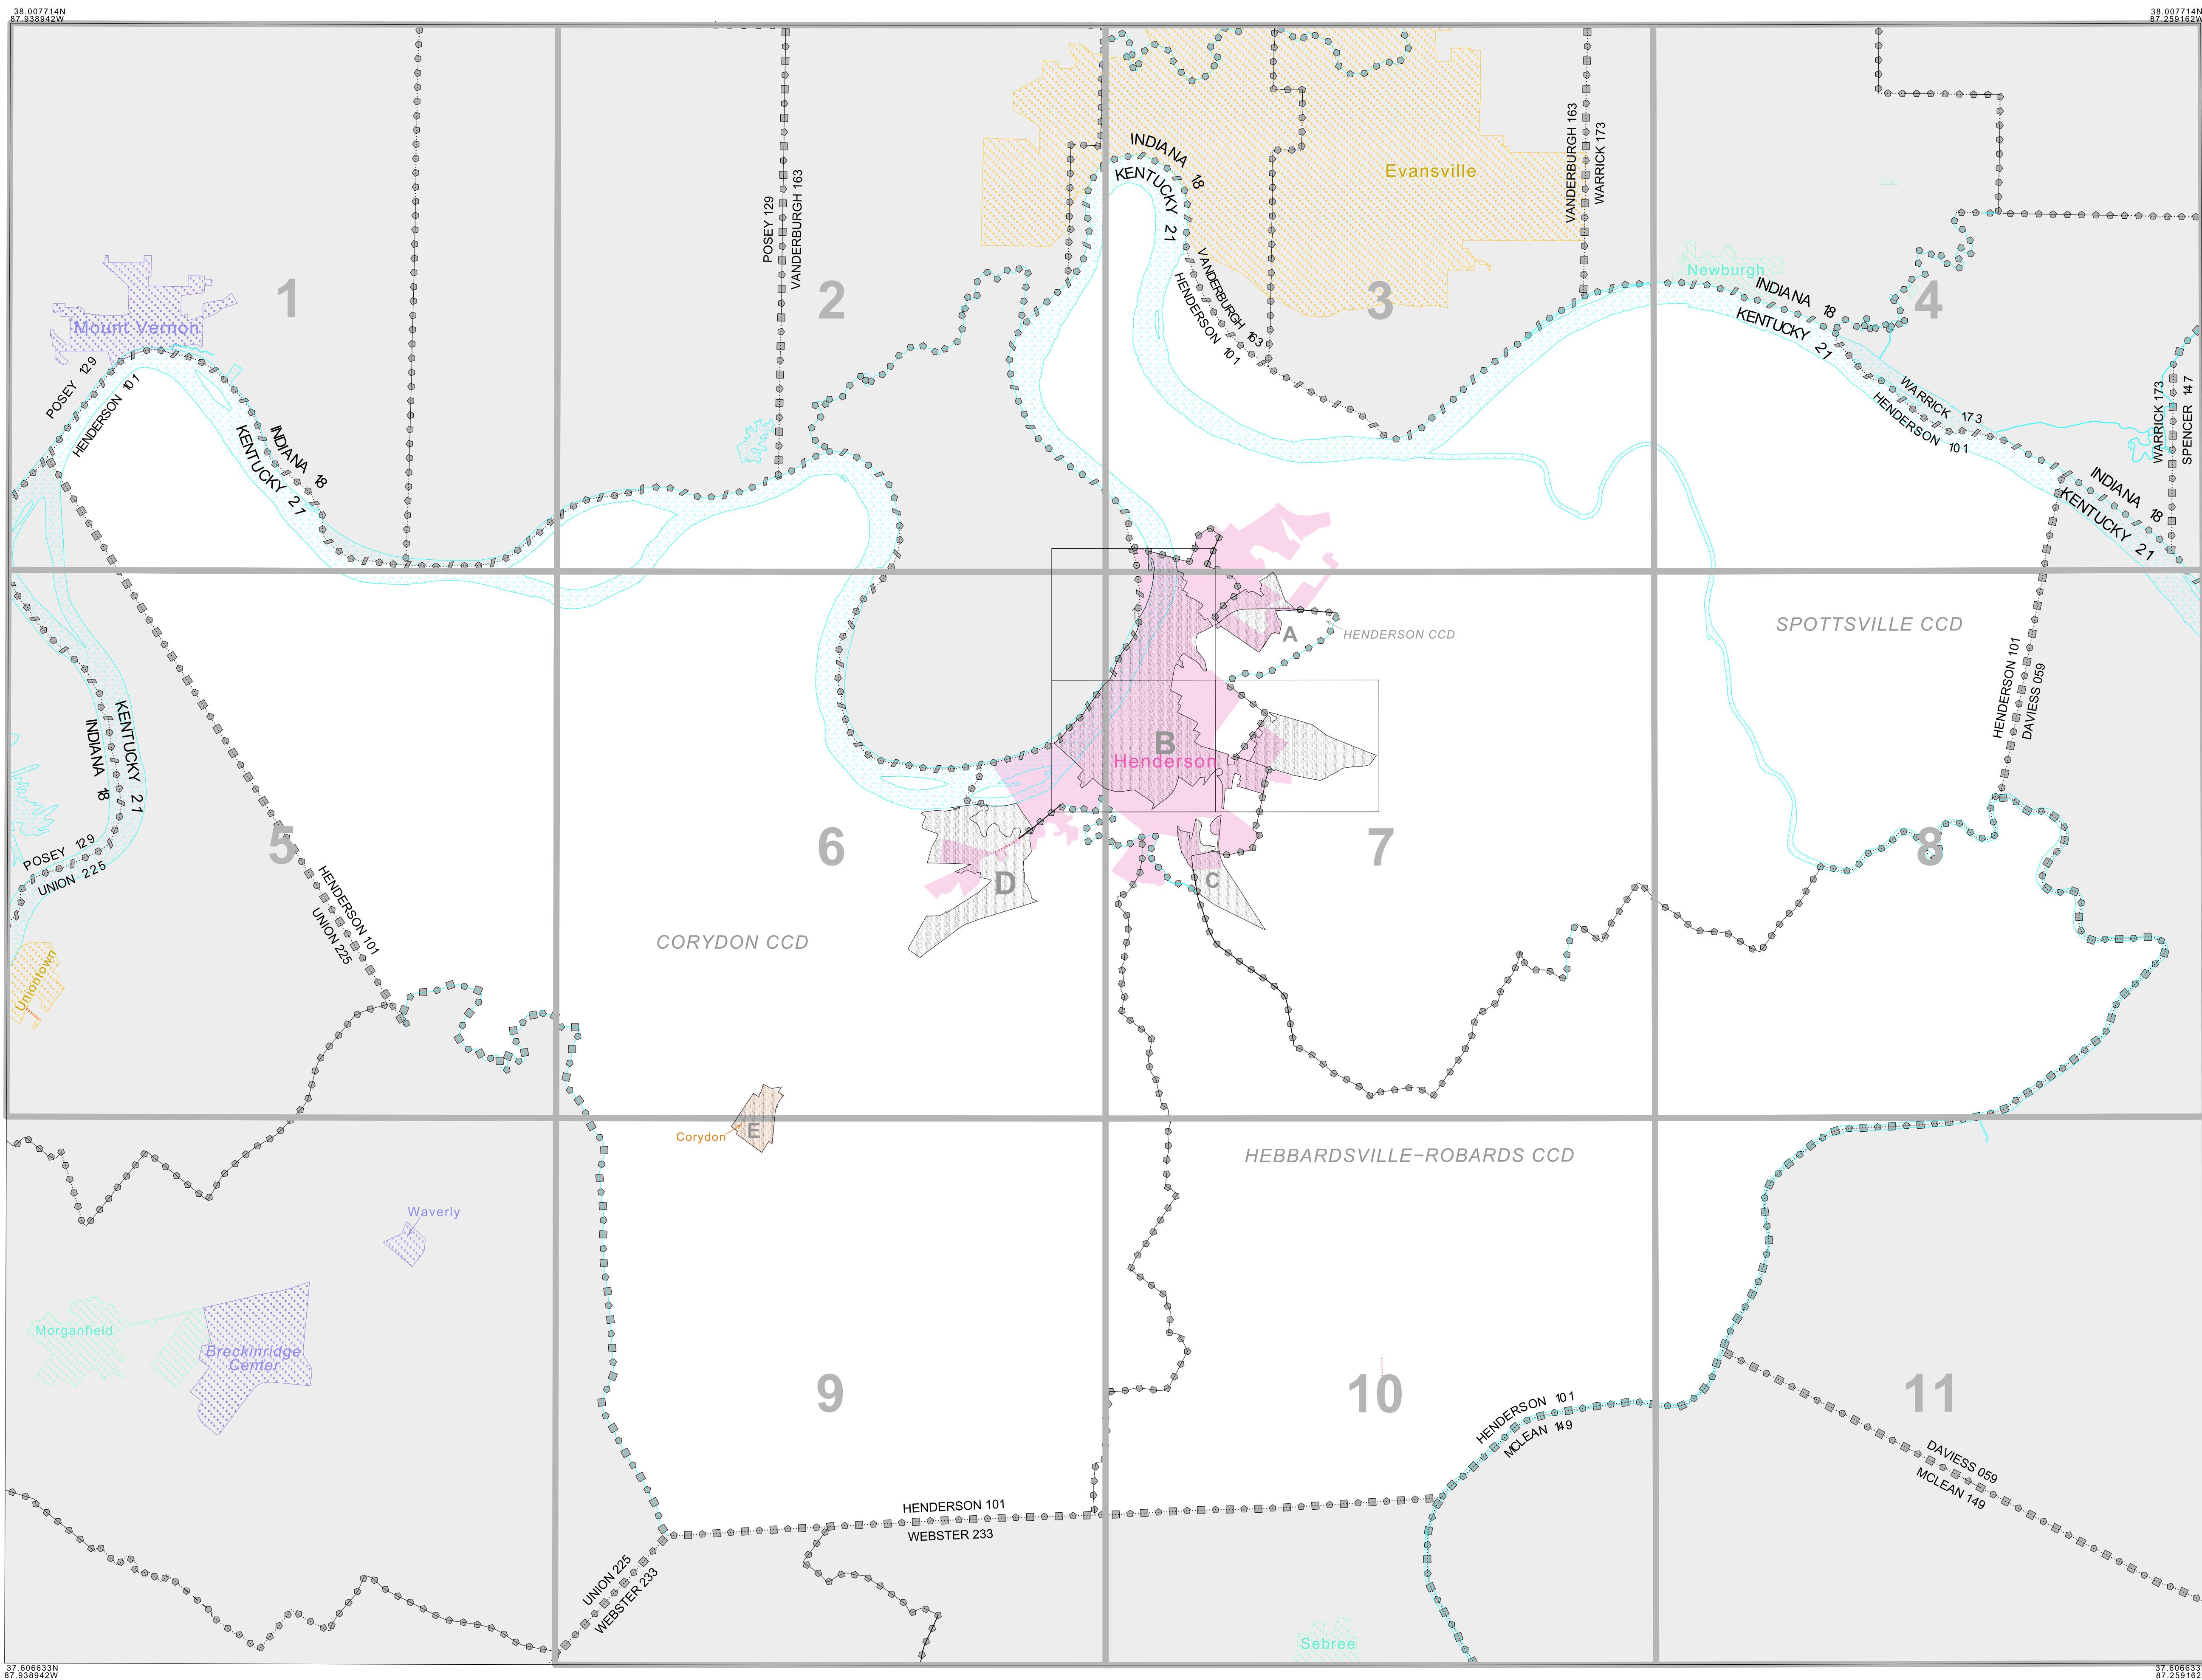 38.007714N
87.938942W
38.007714N
87.259162W
INDIANA 18
KENTUCKY 21
Evansville
POSEY 129
VANDERBURGH 163
VANDERBURGH 163
WARRICK 173
VANDERBURGH 163
HENDERSON 101
Newburgh
INDIANA 18
KENTUCKY 21
1
2
3
4
Mount Vernon
POSEY 129
HENDERSON 101
INDIANA 18
KENTUCKY 21
WARRICK 173
HENDERSON 101
WARRICK 173
SPENCER 147
INDIANA 18
KENTUCKY 21
A
HENDERSON CCD
SPOTTSVILLE CCD
HENDERSON 101
DAVIESS 059
KENTUCKY 21
INDIANA 18
B
Henderson
POSEY 129
UNION 225
5
6
7
8
C
D
HENDERSON 101
UNION 225
CORYDON CCD
Uniontown
Corydon
E
HEBBARDSVILLE-ROBARDS CCD
Waverly
Morganfield
Breckinridge
Center
9
10
11
HENDERSON 101
MCLEAN 149
DAVIESS 059
MCLEAN 149
HENDERSON 101
WEBSTER 233
UNION 225
WEBSTER 233
Sebree
37.606633N
87.938942W
37.606633
87.259162